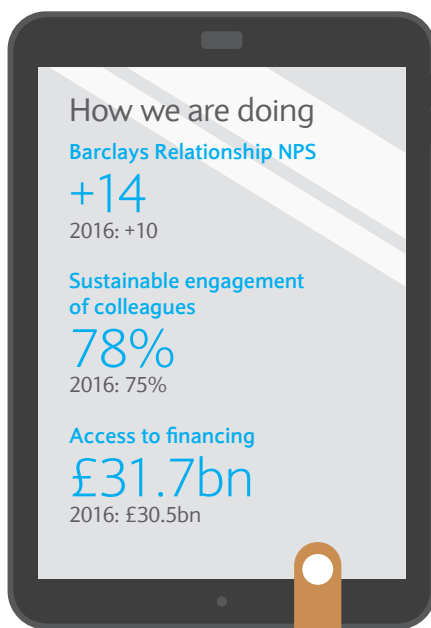 How we are doing
Barclays Relationship NPS
+14
2016: +10
Sustainable engagement
of colleagues
78%
2016: 75%
Access to financing
£31.7bn
2016: £30.5bn